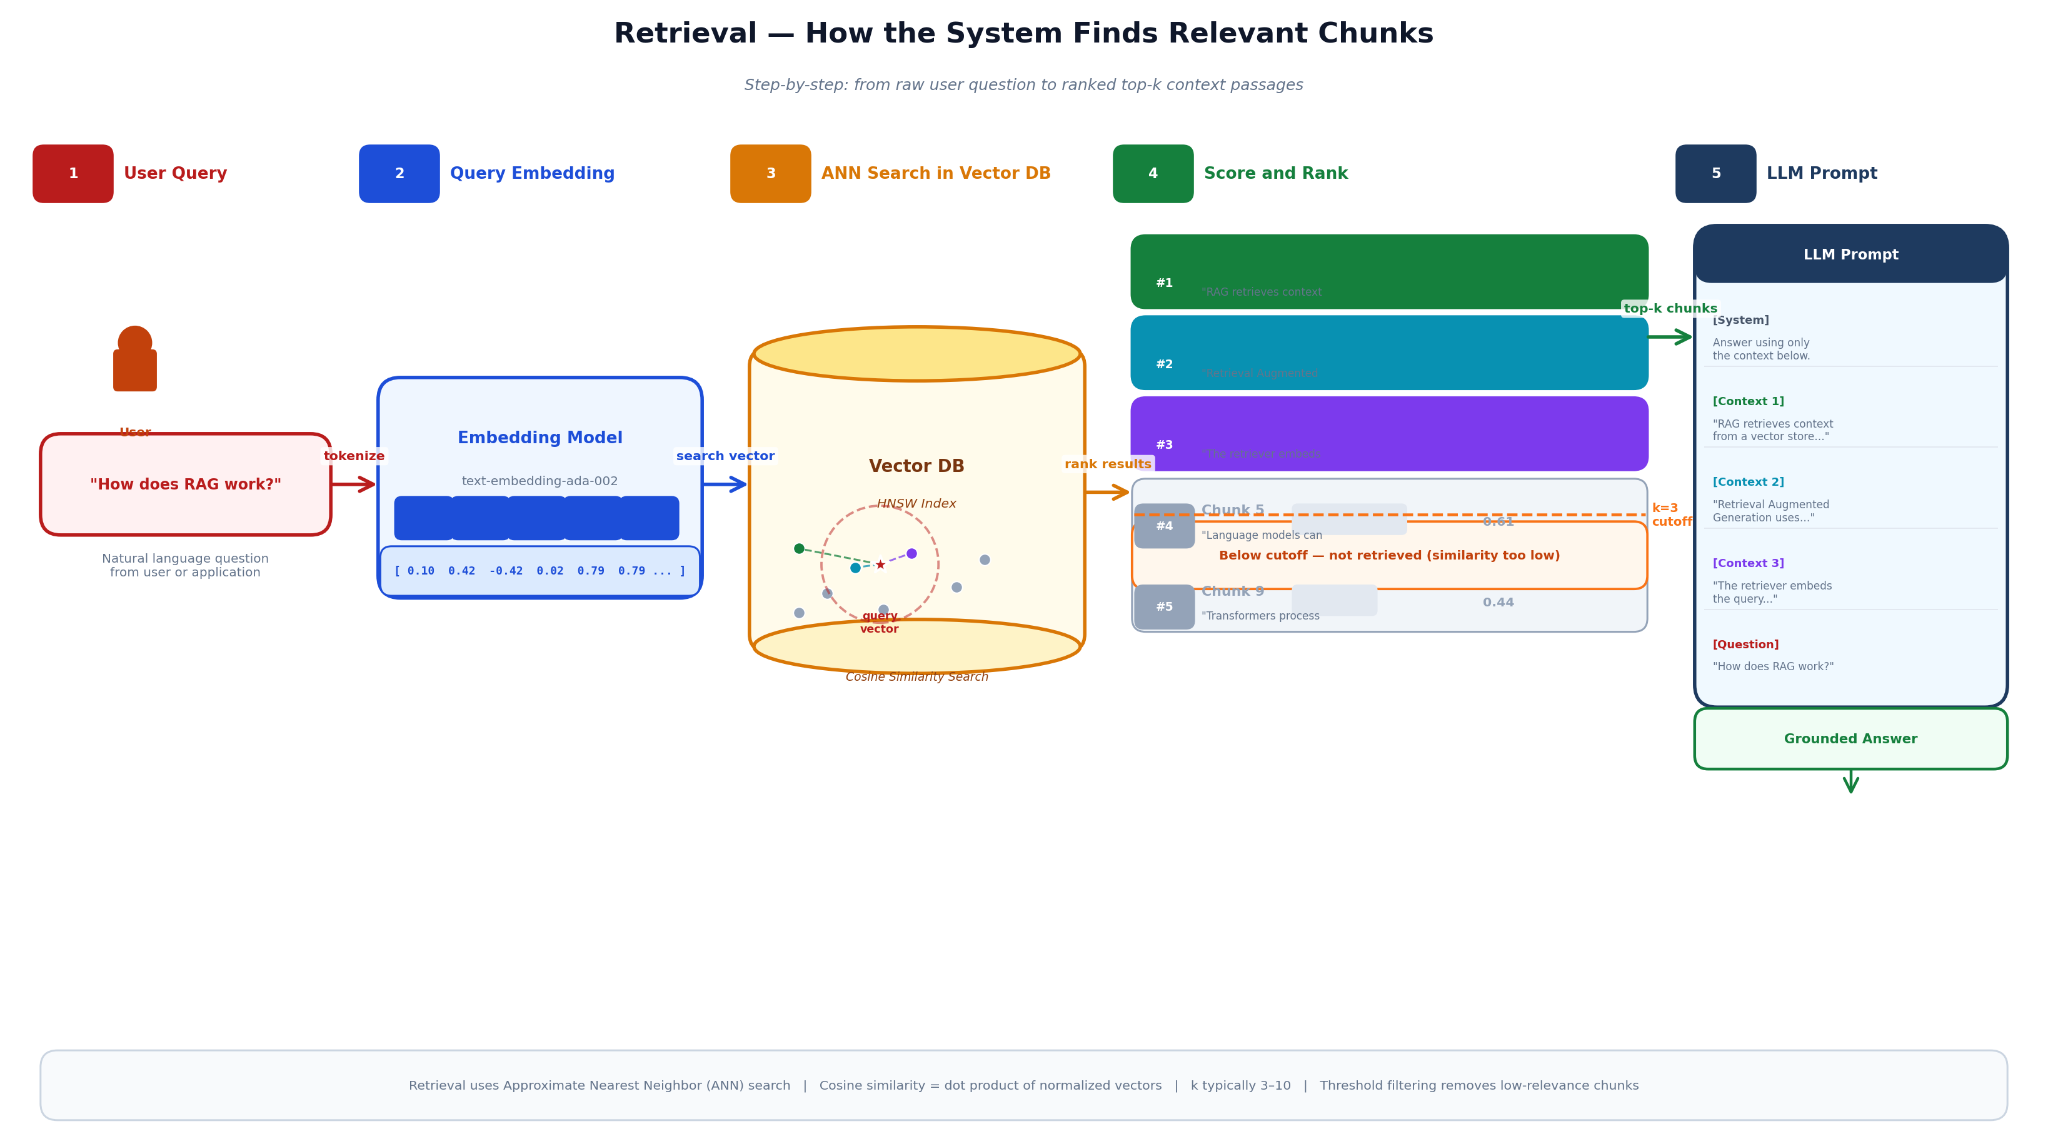 Retrieval — How the System Finds Relevant Chunks
Step-by-step: from raw user question to ranked top-k context passages
1 User Query
2 Query Embedding
3 ANN Search in Vector DB
4 Score and Rank
5 LLM Prompt
User
"How does RAG work?"
Natural language question
from user or application
tokenize
Embedding Model
text-embedding-ada-002
[ 0.10 0.42 -0.42 0.02 0.79 0.79 ... ]
search vector
Vector DB
HNSW Index
query
vector
Cosine Similarity Search
rank results
#1
"RAG retrieves context
#2
"Retrieval Augmented
#3
"The retriever embeds
#4 Chunk 5 0.61
"Language models can
k=3
cutoff
Below cutoff — not retrieved (similarity too low)
#5 Chunk 9 0.44
"Transformers process
top-k chunks
LLM Prompt
[System]
Answer using only
the context below.
[Context 1]
"RAG retrieves context
from a vector store..."
[Context 2]
"Retrieval Augmented
Generation uses..."
[Context 3]
"The retriever embeds
the query..."
[Question]
"How does RAG work?"
Grounded Answer
Retrieval uses Approximate Nearest Neighbor (ANN) search | Cosine similarity = dot product of normalized vectors | k typically 3–10 | Threshold filtering removes low-relevance chunks